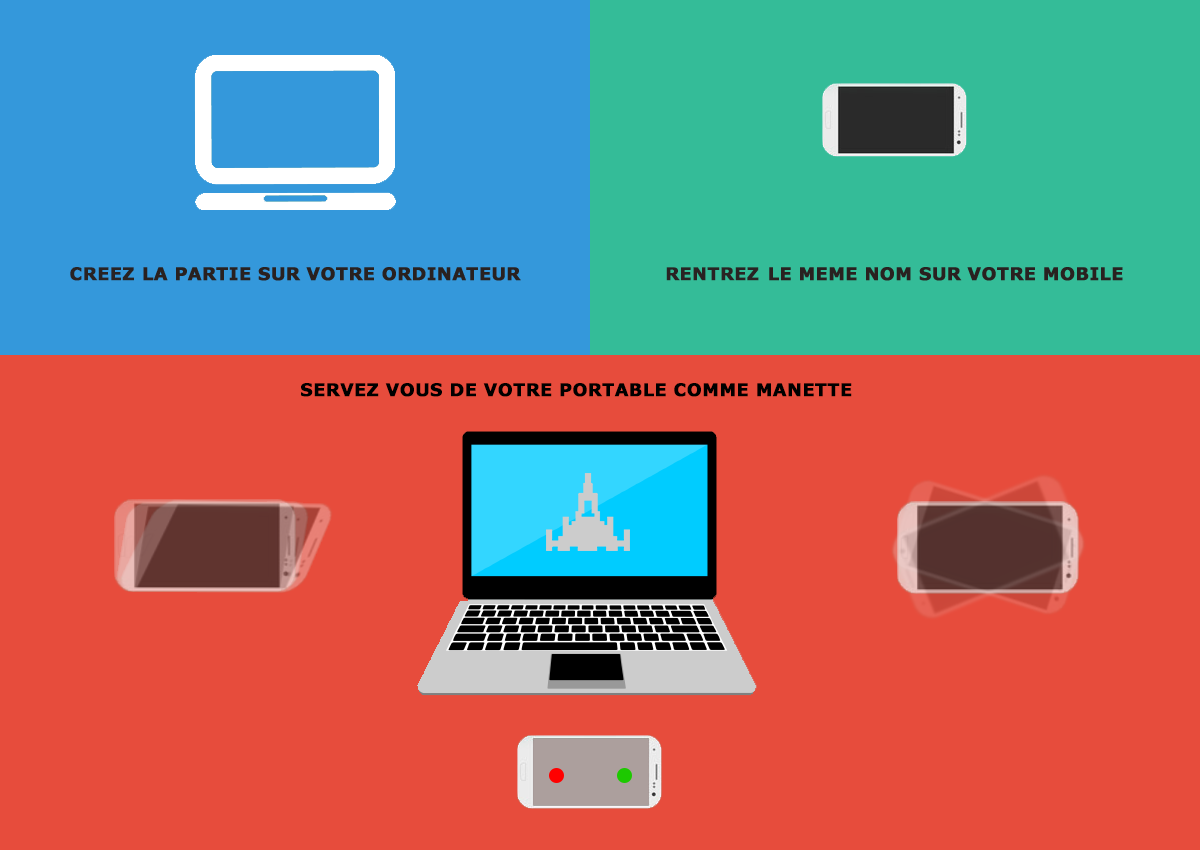 CREEZ LA PARTIE SUR VOTRE ORDINATEUR
RENTREZ LE MEME NOM SUR VOTRE MOBILE
SERVEZ VOUS DE VOTRE PORTABLE COMME MANETTE